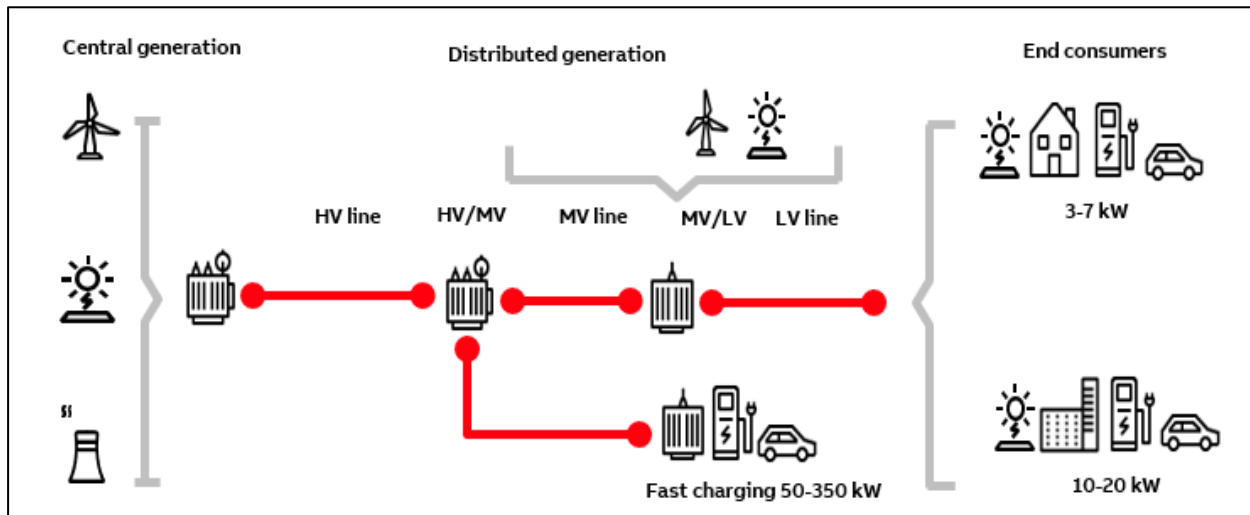 Central generation
Distributed generation
End consumers
HV line
HV/MV
MV line
MV/LV
LV line
3-7 kW
Fast charging 50-350 kW
10-20 kW